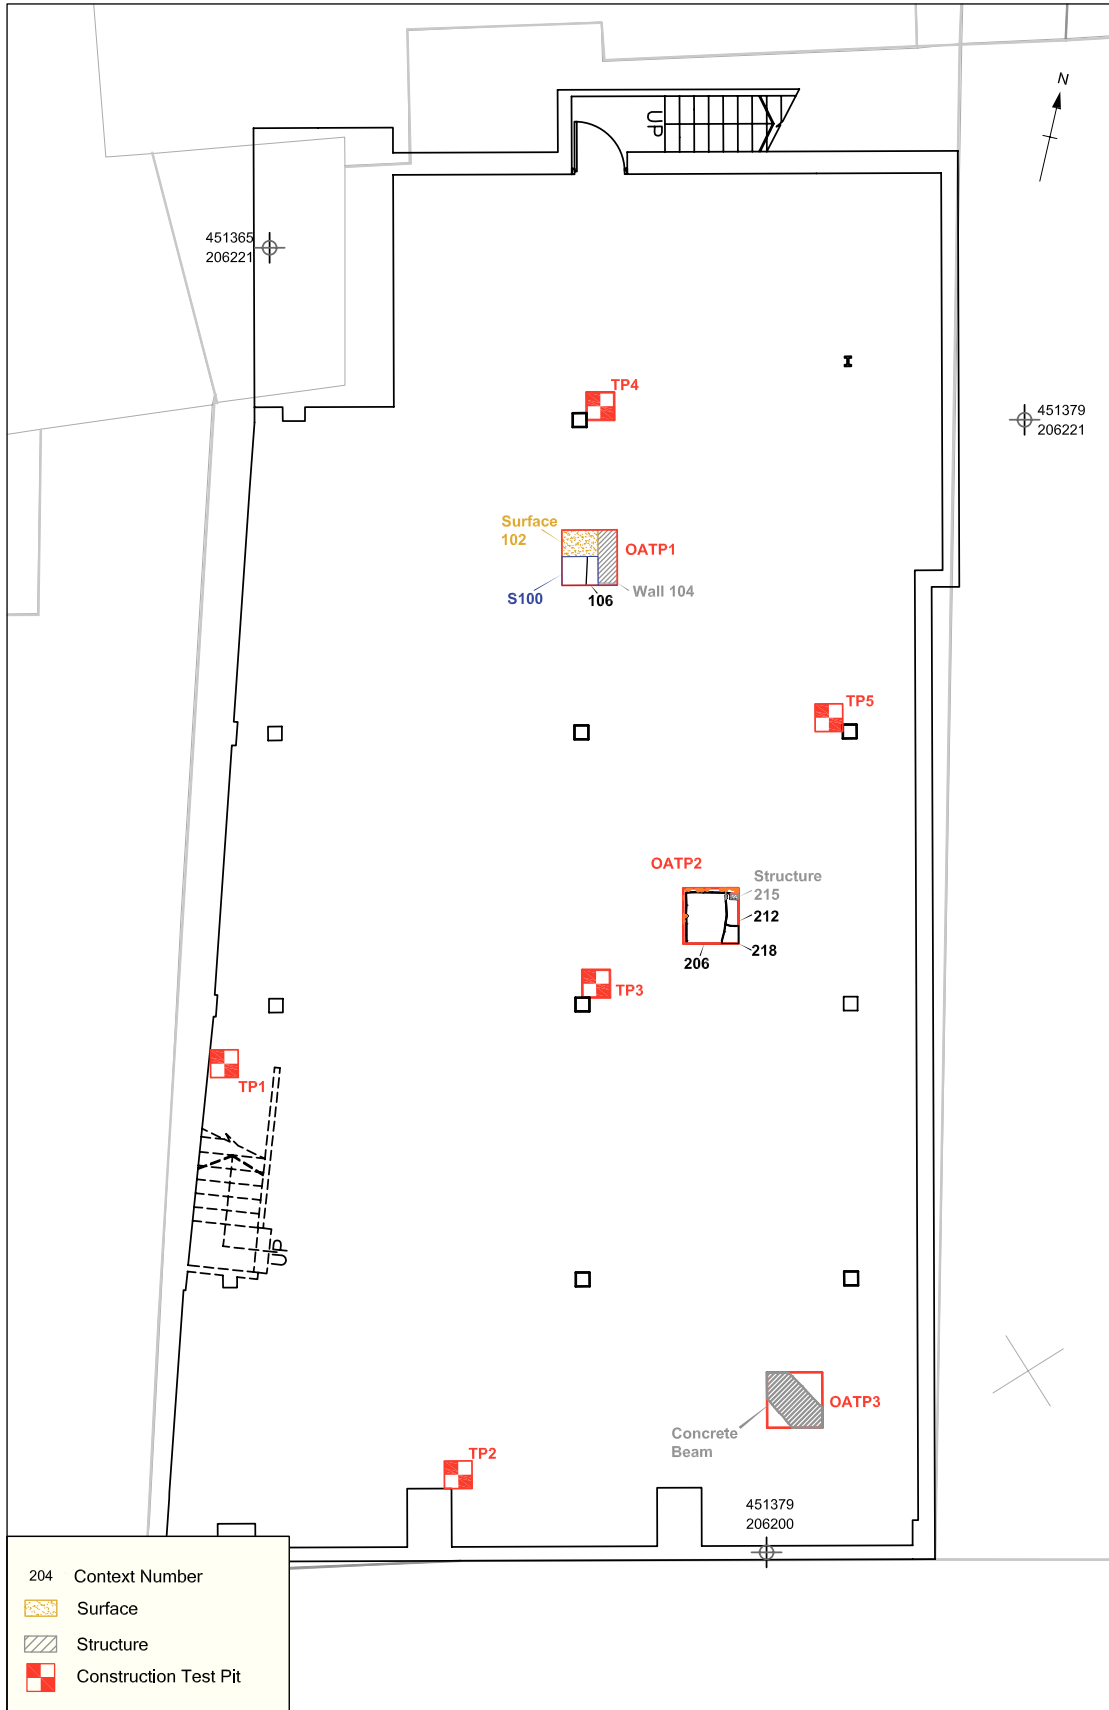 N
UP
451365
206221
TP4
451379
206221
Surface
102
OATP1
S100
106
Wall 104
TP5
OATP2
Structure
215
212
218
206
TP3
TP1
UP
OATP3
Concrete
Beam
TP2
451379
206200
204 Context Number
Surface
Structure
Construction Test Pit